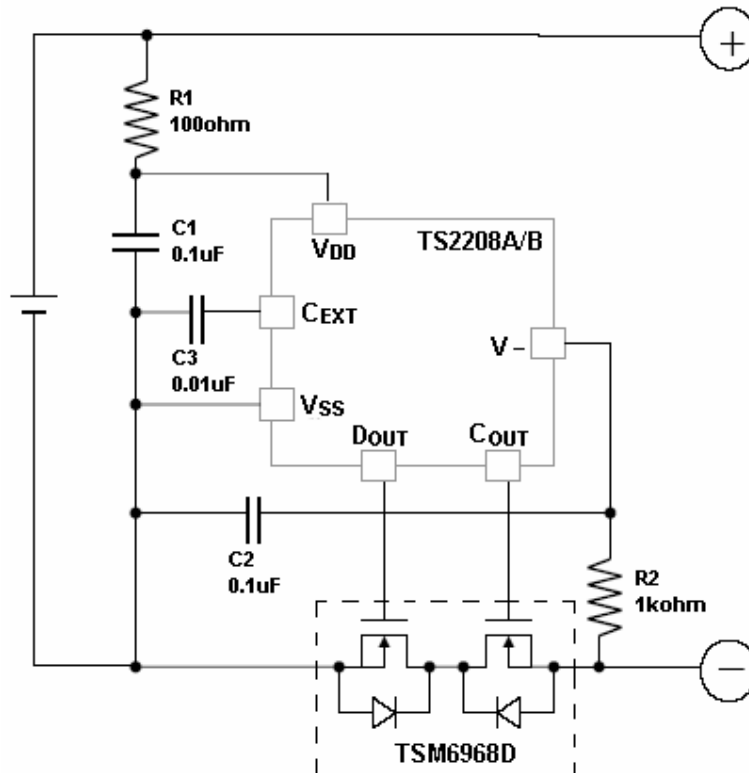 +
R1
100ohm
C1
0.1uF
VDD
TS2208A/B
CEXT
C3
0.01uF
V-
VSS
DOUT
COUT
C2
0.1uF
R2
1kohm
-
TSM6968D